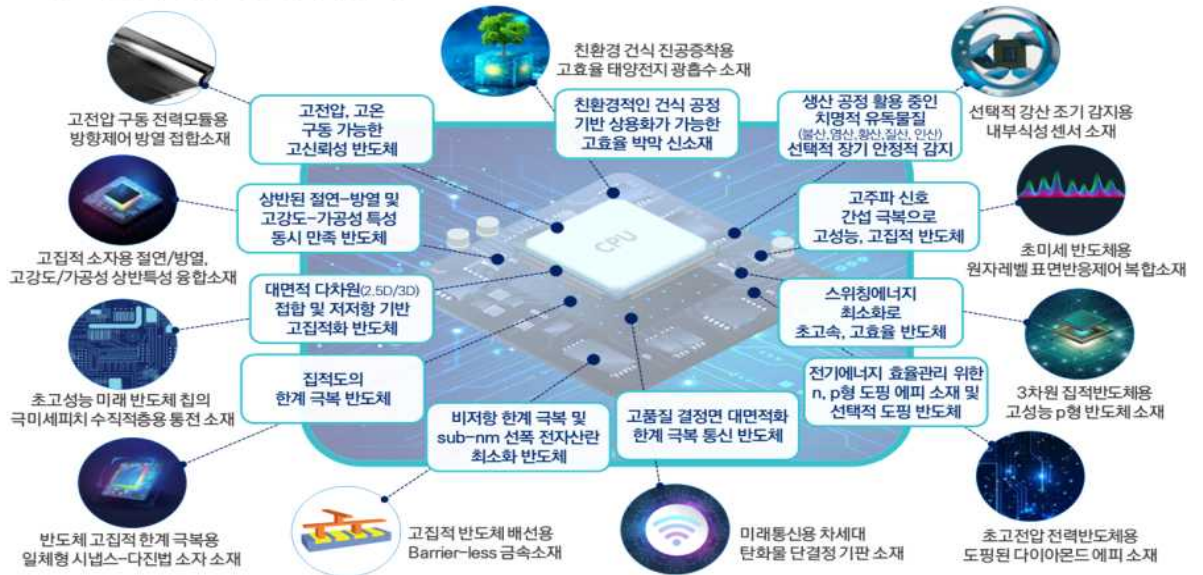 친환경 건식 진공증착용
고효율 태양전지 광흡수 소재
고전압 구동 전력모듈용
방향제어 방열 접합소재
고전압, 고온
구동 가능한
고신뢰성 반도체
친환경적인 건식 공정
기반 상용화가 가능한
고효율 박막 신소재
생산 공정 활용 중인
치명적 유독물질
(불산,염산,황산,질산, 인산)
선택적 장기 안정적 감지
선택적 강산 조기 감지용
내부식성 센서 소재
상반된 절연-방열 및
고강도-가공성 특성
동시 만족 반도체
고주파 신호
간섭 극복으로
고성능, 고집적 반도체
CPU
고집적 소자용 절연/방열,
고강도/가공성 상반특성 융합소재
초미세 반도체용
원자레벨 표면반응제어 복합소재
대면적 다차원(2.5D/3D)
접합 및 저저항 기반
고집적화 반도체
스위칭에너지
최소화로
초고속, 고효율 반도체
초고성능 미래 반도체 칩의
극미세피치 수직적층용 통전 소재
집적도의
한계 극복 반도체
전기에너지 효율관리 위한
n, p형 도핑 에피 소재 및
선택적 도핑 반도체
3차원 집적반도체용
고성능 p형 반도체 소재
비저항 한계 극복 및
sub-nm 선폭 전자산란
최소화 반도체
고품질 결정면 대면적화
한계 극복 통신 반도체
반도체 고집적 한계 극복용
일체형 시냅스-다진법 소자 소재
고집적 반도체 배선용
Barrier-less 금속소재
미래통신용 차세대
탄화물 단결정 기판 소재
초고전압 전력반도체용
도핑된 다이아몬드 에피 소재